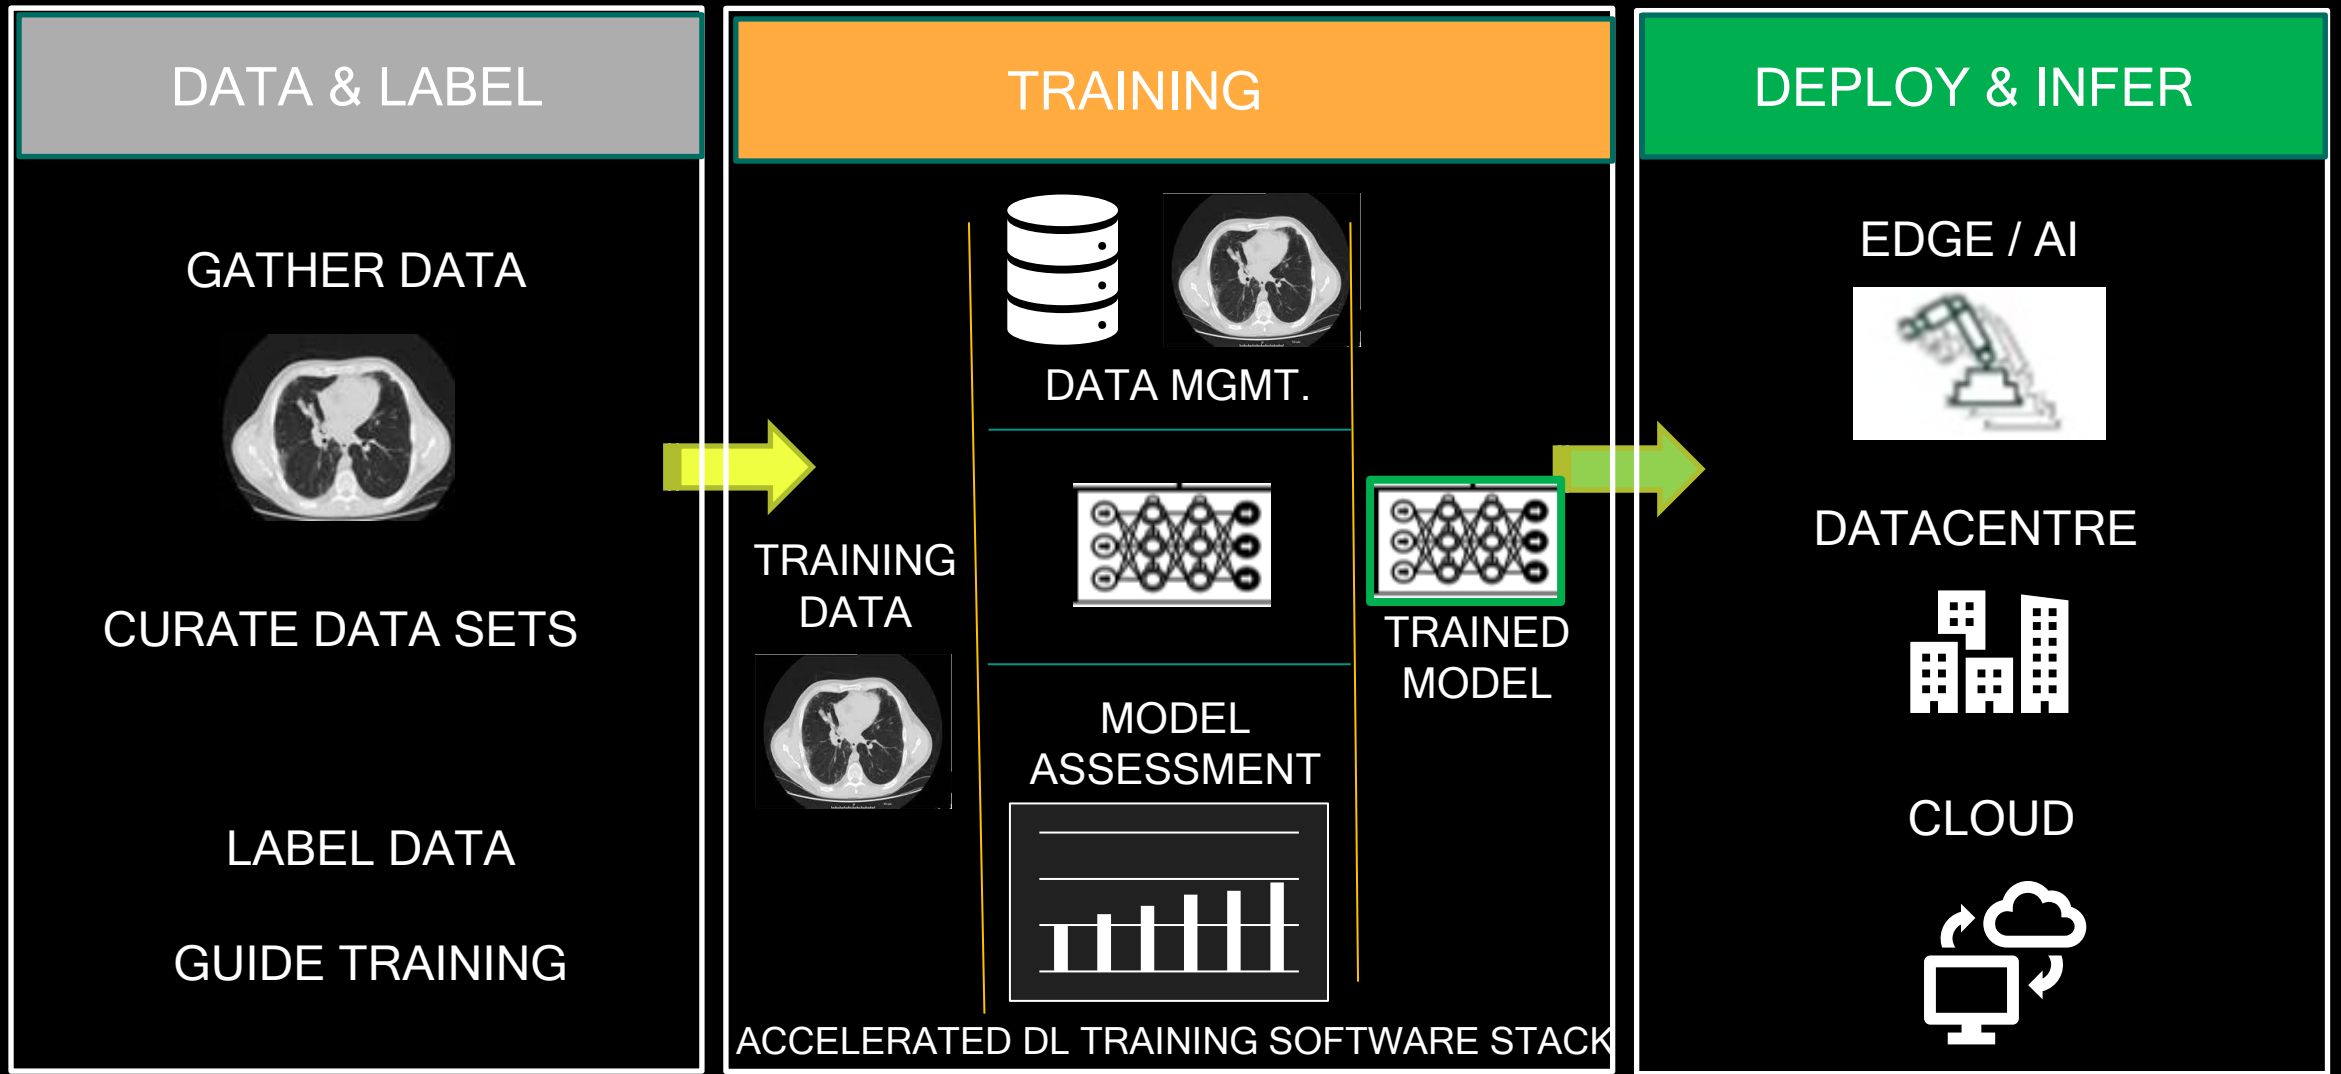 DATA & LABEL
GATHER DATA
CURATE DATA SETS
LABEL DATA
GUIDE TRAINING
TRAINING
TRAINING
DATA
DATA MGMT.
MODEL
ASSESSMENT
TRAINED
MODEL
ACCELERATED DL TRAINING SOFTWARE STACK
DEPLOY & INFER
EDGE / AI
DATACENTRE
CLOUD